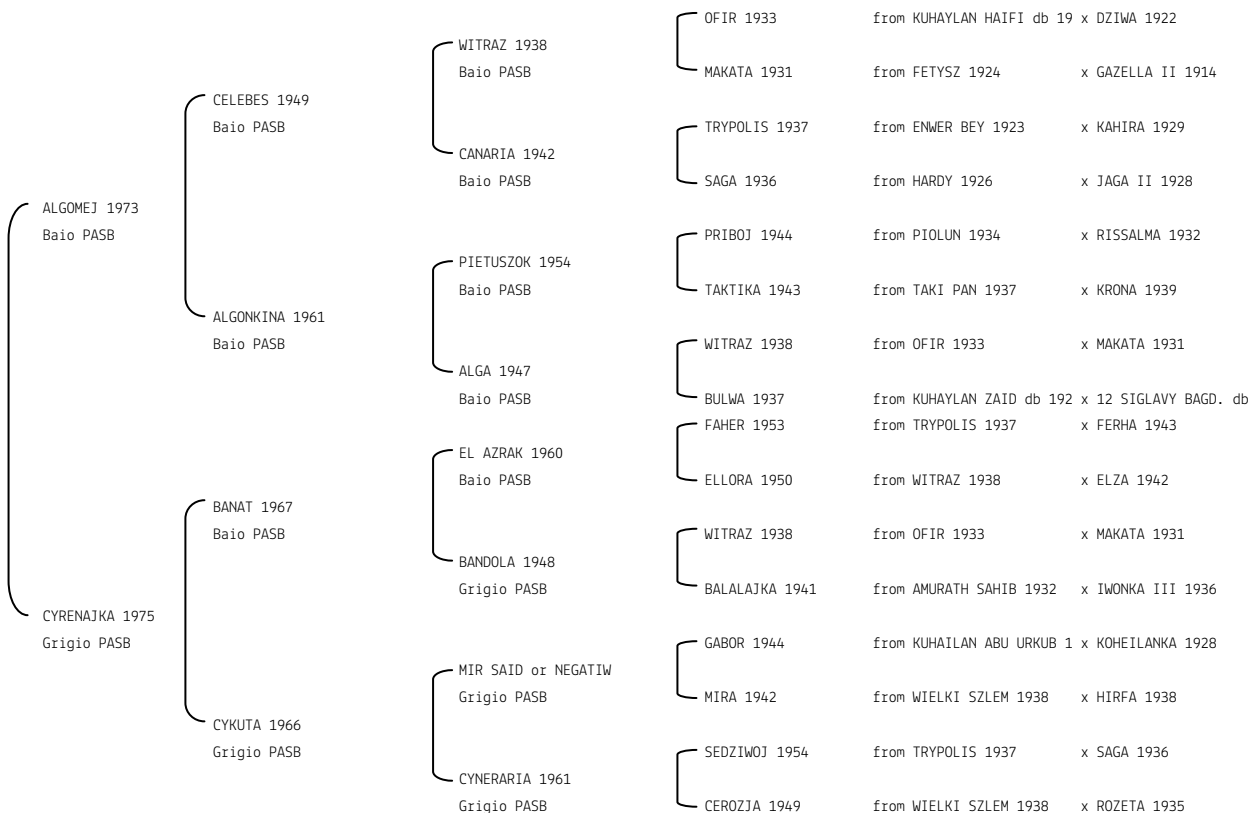 OFIR 1933 from KUHAYLAN HAIFI db 19 x DZIWA 1922
WITRAZ 1938
Baio PASB MAKATA 1931 from FETYSZ 1924 x GAZELLA II 1914
CELEBES 1949
Baio PASB TRYPOLIS 1937 from ENWER BEY 1923 x KAHIRA 1929
CANARIA 1942
Baio PASB SAGA 1936 from HARDY 1926 x JAGA II 1928
ALGOMEJ 1973
Baio PASB PRIBOJ 1944 from PIOLUN 1934 x RISSALMA 1932
PIETUSZOK 1954
Baio PASB TAKTIKA 1943 from TAKI PAN 1937 x KRONA 1939
ALGONKINA 1961
Baio PASB WITRAZ 1938 from OFIR 1933 x MAKATA 1931
ALGA 1947
Baio PASB BULWA 1937 from KUHAYLAN ZAID db 192 x 12 SIGLAVY BAGD. db
FAHER 1953 from TRYPOLIS 1937 x FERHA 1943
EL AZRAK 1960
Baio PASB ELLORA 1950 from WITRAZ 1938 x ELZA 1942
BANAT 1967
Baio PASB WITRAZ 1938 from OFIR 1933 x MAKATA 1931
BANDOLA 1948
Grigio PASB BALALAJKA 1941 from AMURATH SAHIB 1932 x IWONKA III 1936
CYRENAJKA 1975
Grigio PASB GABOR 1944 from KUHAILAN ABU URKUB 1 x KOHEILANKA 1928
MIR SAID or NEGATIW
Grigio PASB MIRA 1942 from WIELKI SZLEM 1938 x HIRFA 1938
CYKUTA 1966
Grigio PASB SEDZIWOJ 1954 from TRYPOLIS 1937 x SAGA 1936
CYNERARIA 1961
Grigio PASB CEROZJA 1949 from WIELKI SZLEM 1938 x ROZETA 1935